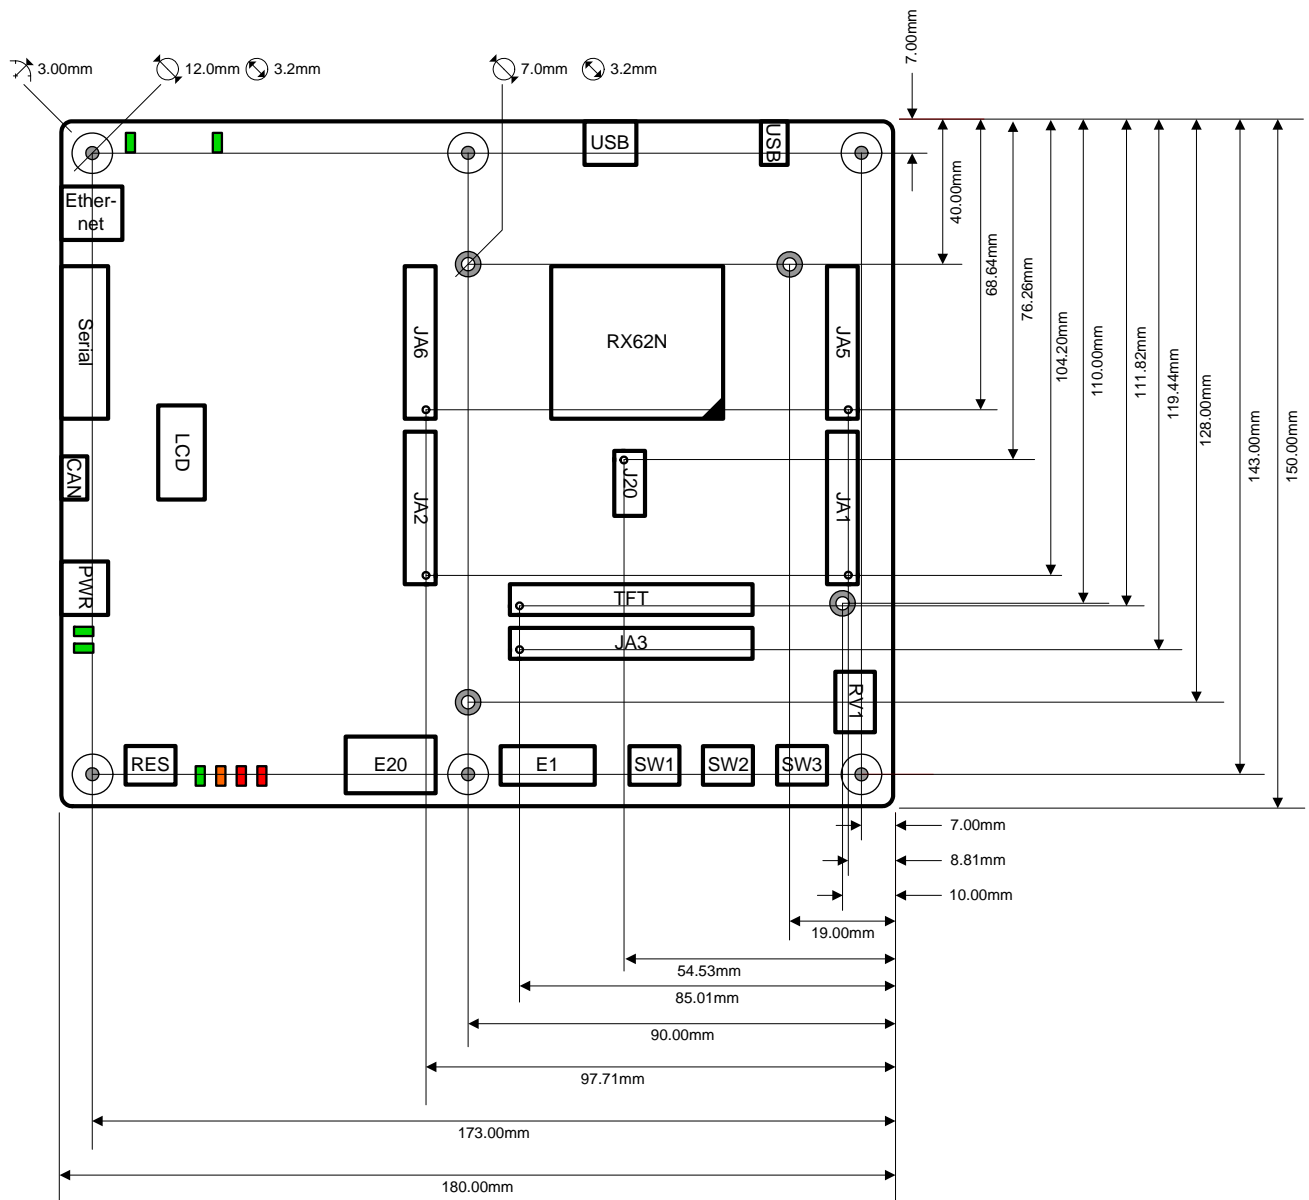 7.00mm
3.00mm
12.0mm
3.2mm
7.0mm
3.2mm
USB
USB
Ether-
net
40.00mm
68.64mm
76.26mm
104.20mm
110.00mm
111.82mm
119.44mm
128.00mm
143.00mm
150.00mm
Serial
JA6
RX62N
JA5
LCD
CAN
JA2
J20
JA1
PWR
TFT
JA3
RV1
RES
E20
E1
SW1
SW2
SW3
7.00mm
8.81mm
10.00mm
19.00mm
54.53mm
85.01mm
90.00mm
97.71mm
173.00mm
180.00mm